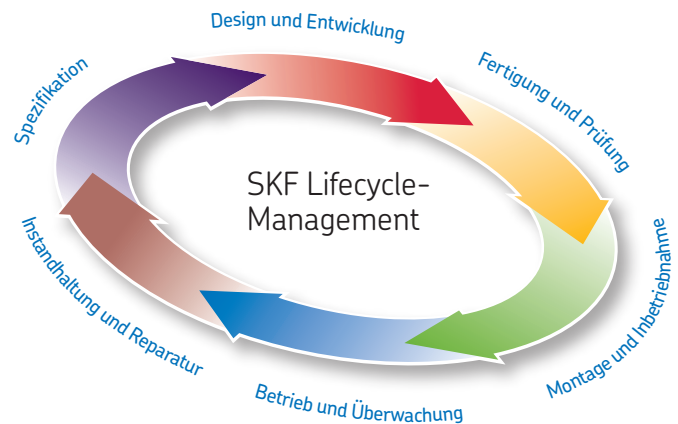 Design und Entwicklung
Fertigung und Prüfung
Spezifikation
SKF Lifecycle-
Management
Montage und Inbetriebnahme
Instandhaltung und Reparatur
Betrieb und Überwachung